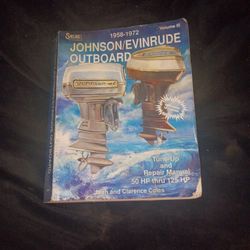 SELOC
1958-1972
Volume III
JOHNSON/EVINRUDE
OUTBOARD
Tune-Up
and
Repair Manual
50 HP thru 125 HP
Joan and Clarence Coles